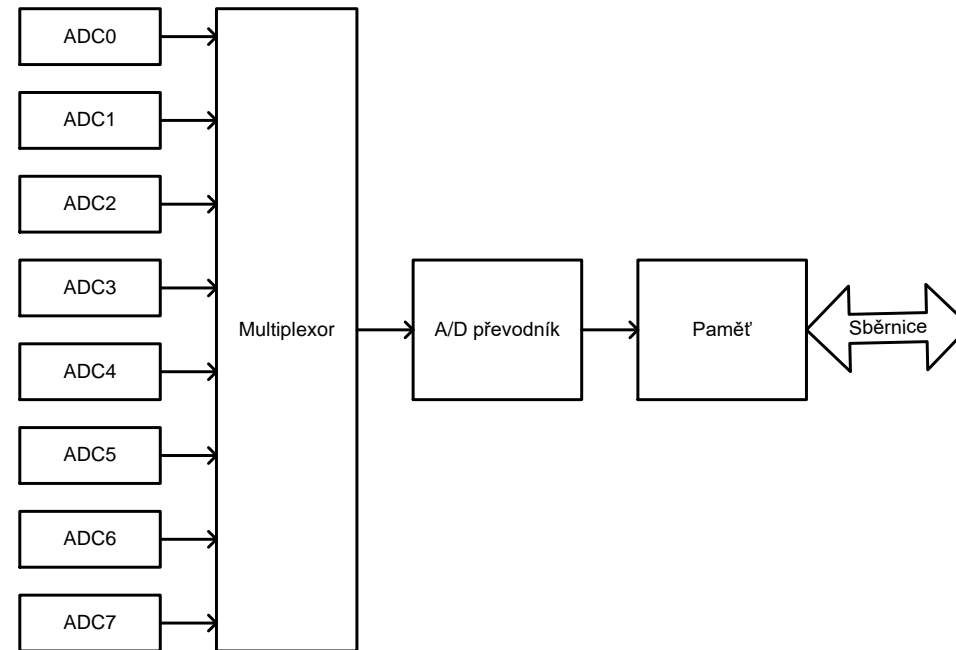 ADC0
ADC1
ADC2
ADC3
ADC4
ADC5
ADC6
ADC7
Multiplexor
A/D převodník
Paměť
Sběrnice